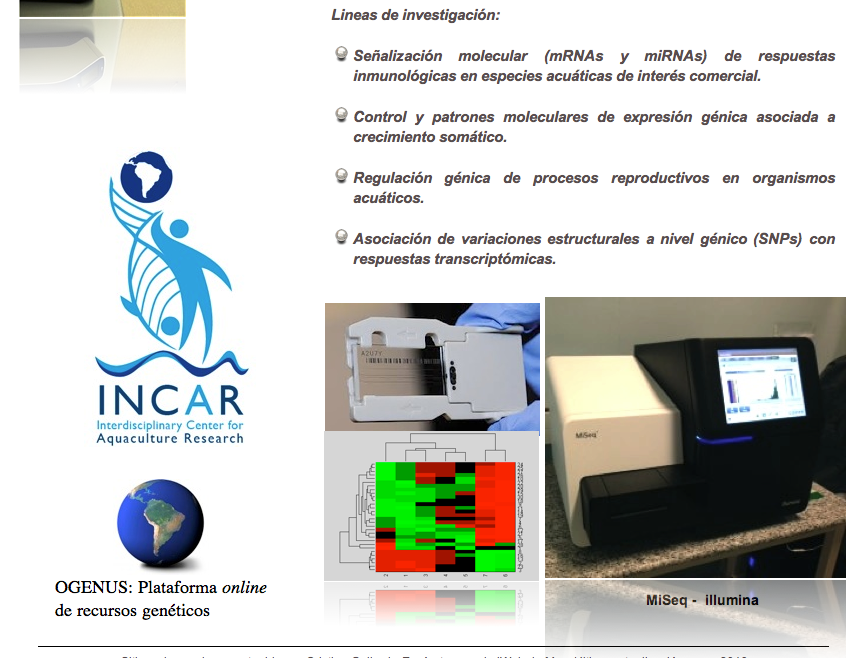 Lineas de investigación:
Señalización molecular (mRNAs y miRNAs) de respuestas
inmunológicas en especies acuáticas de interés comercial.
Control y patrones moleculares de expresión génica asociada a
crecimiento somático.
Regulación génica de procesos reproductivos en organismos
acuáticos.
Asociación de variaciones estructurales a nivel génico (SNPs) con
respuestas transcriptómicas.
INCAR
Interdisciplinary Center for
Aquaculture Research
MiSeq
OGENUS: Plataforma online
de recursos genéticos
MiSeq - illumina